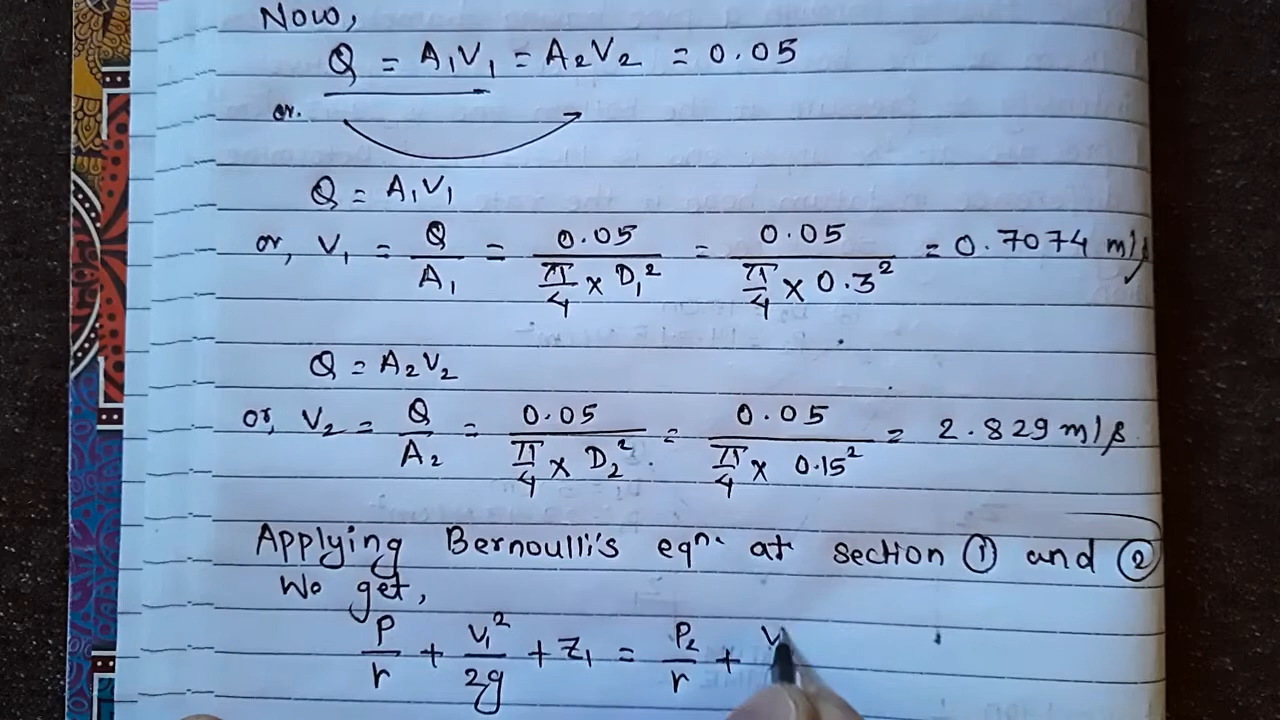 Now,
Q = A₁V₁ = A₂V₂ = 0.05
or.
Q = A₁V₁
or, V₁ = Q/A₁ = 0.05/(π/4 × D₁²) = 0.05/(π/4 × 0.3²) = 0.7074 m/s
Q = A₂V₂
or, V₂ = Q/A₂ = 0.05/(π/4 × D₂².) = 0.05/(π/4 × 0.15²) = 2.829 m/s
Applying Bernoulli's eqⁿ. at section ① and ②
We get,
P/r + V₁²/2g + Z₁ = P₂/r + V